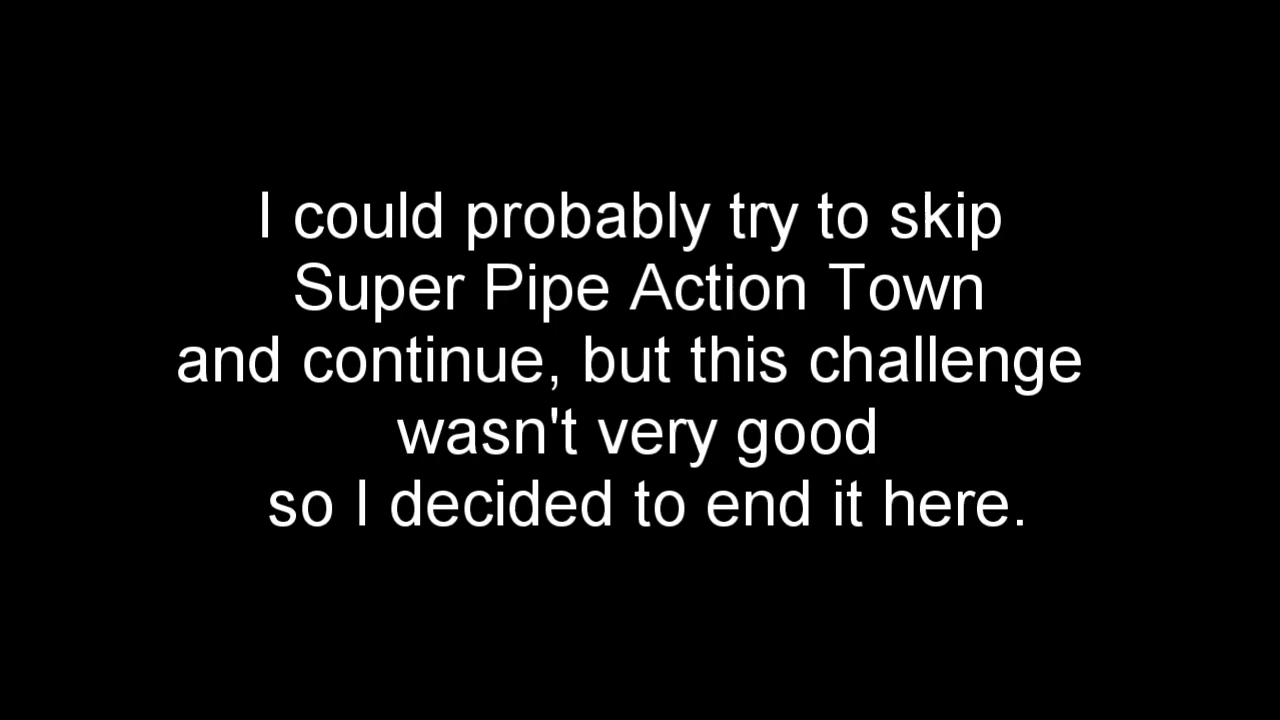 I could probably try to skip
Super Pipe Action Town
and continue, but this challenge
wasn't very good
so I decided to end it here.